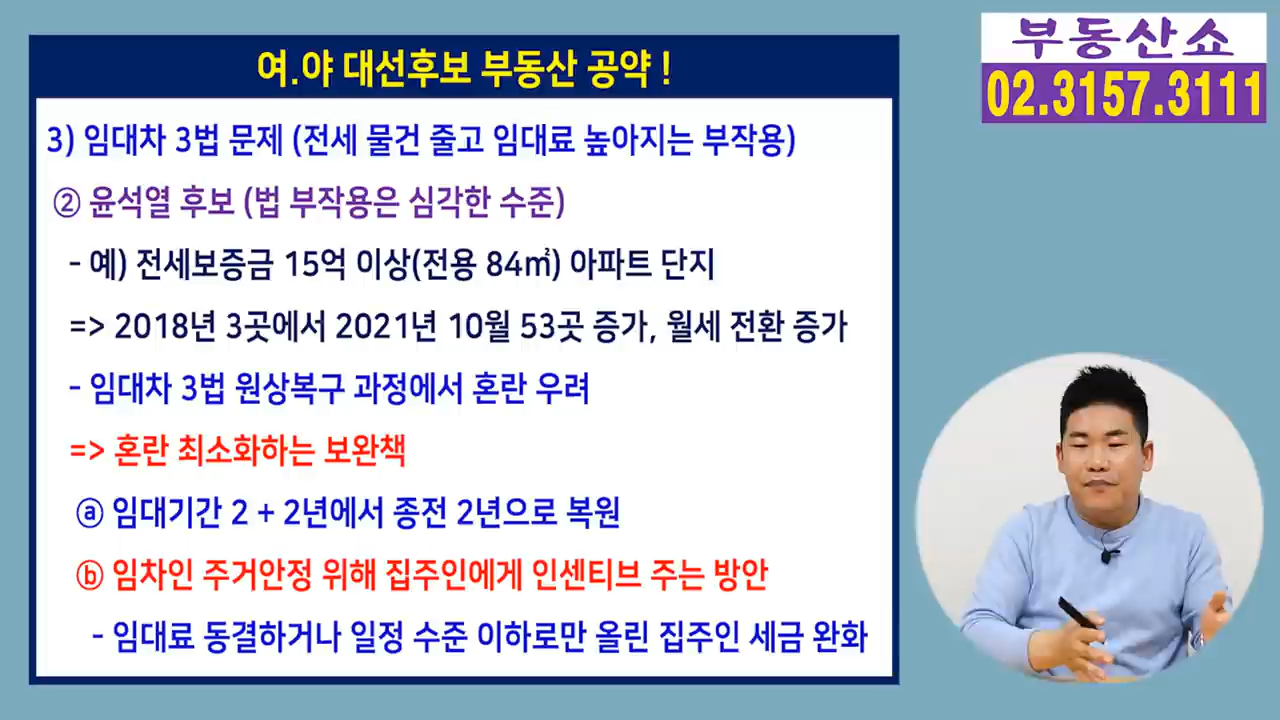 여.야 대선후보 부동산 공약 !
부동산쇼
02.3157.3111
3) 임대차 3법 문제 (전세 물건 줄고 임대료 높아지는 부작용)
② 윤석열 후보 (법 부작용은 심각한 수준)
- 예) 전세보증금 15억 이상(전용 84㎡) 아파트 단지
=> 2018년 3곳에서 2021년 10월 53곳 증가, 월세 전환 증가
- 임대차 3법 원상복구 과정에서 혼란 우려
=> 혼란 최소화하는 보완책
ⓐ 임대기간 2 + 2년에서 종전 2년으로 복원
ⓑ 임차인 주거안정 위해 집주인에게 인센티브 주는 방안
- 임대료 동결하거나 일정 수준 이하로만 올린 집주인 세금 완화